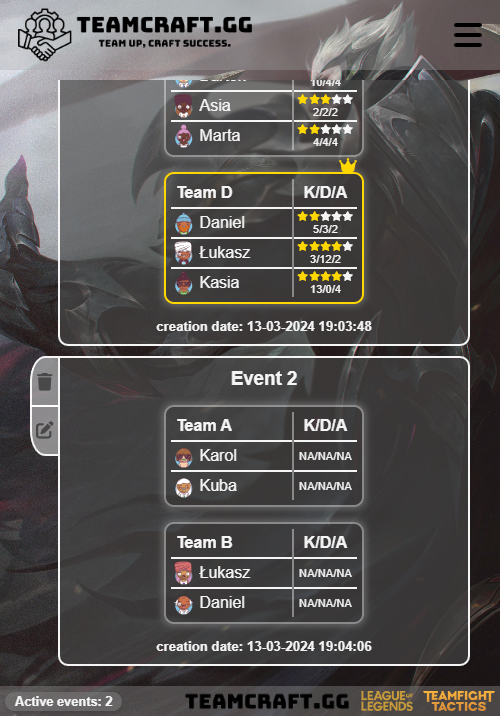 TEAMCRAFT.GG
TEAM UP, CRAFT SUCCESS.
10/4/4
Asia
2/2/2
Marta
4/4/4
Team D K/D/A
Daniel
5/3/2
Łukasz
3/12/2
Kasia
13/0/4
creation date: 13-03-2024 19:03:48
Event 2
Team A K/D/A
Karol NA/NA/NA
Kuba NA/NA/NA
Team B K/D/A
Łukasz NA/NA/NA
Daniel NA/NA/NA
creation date: 13-03-2024 19:04:06
Active events: 2
TEAMCRAFT.GG
LEAGUE OF
LEGENDS
TEAMFIGHT
TACTICS